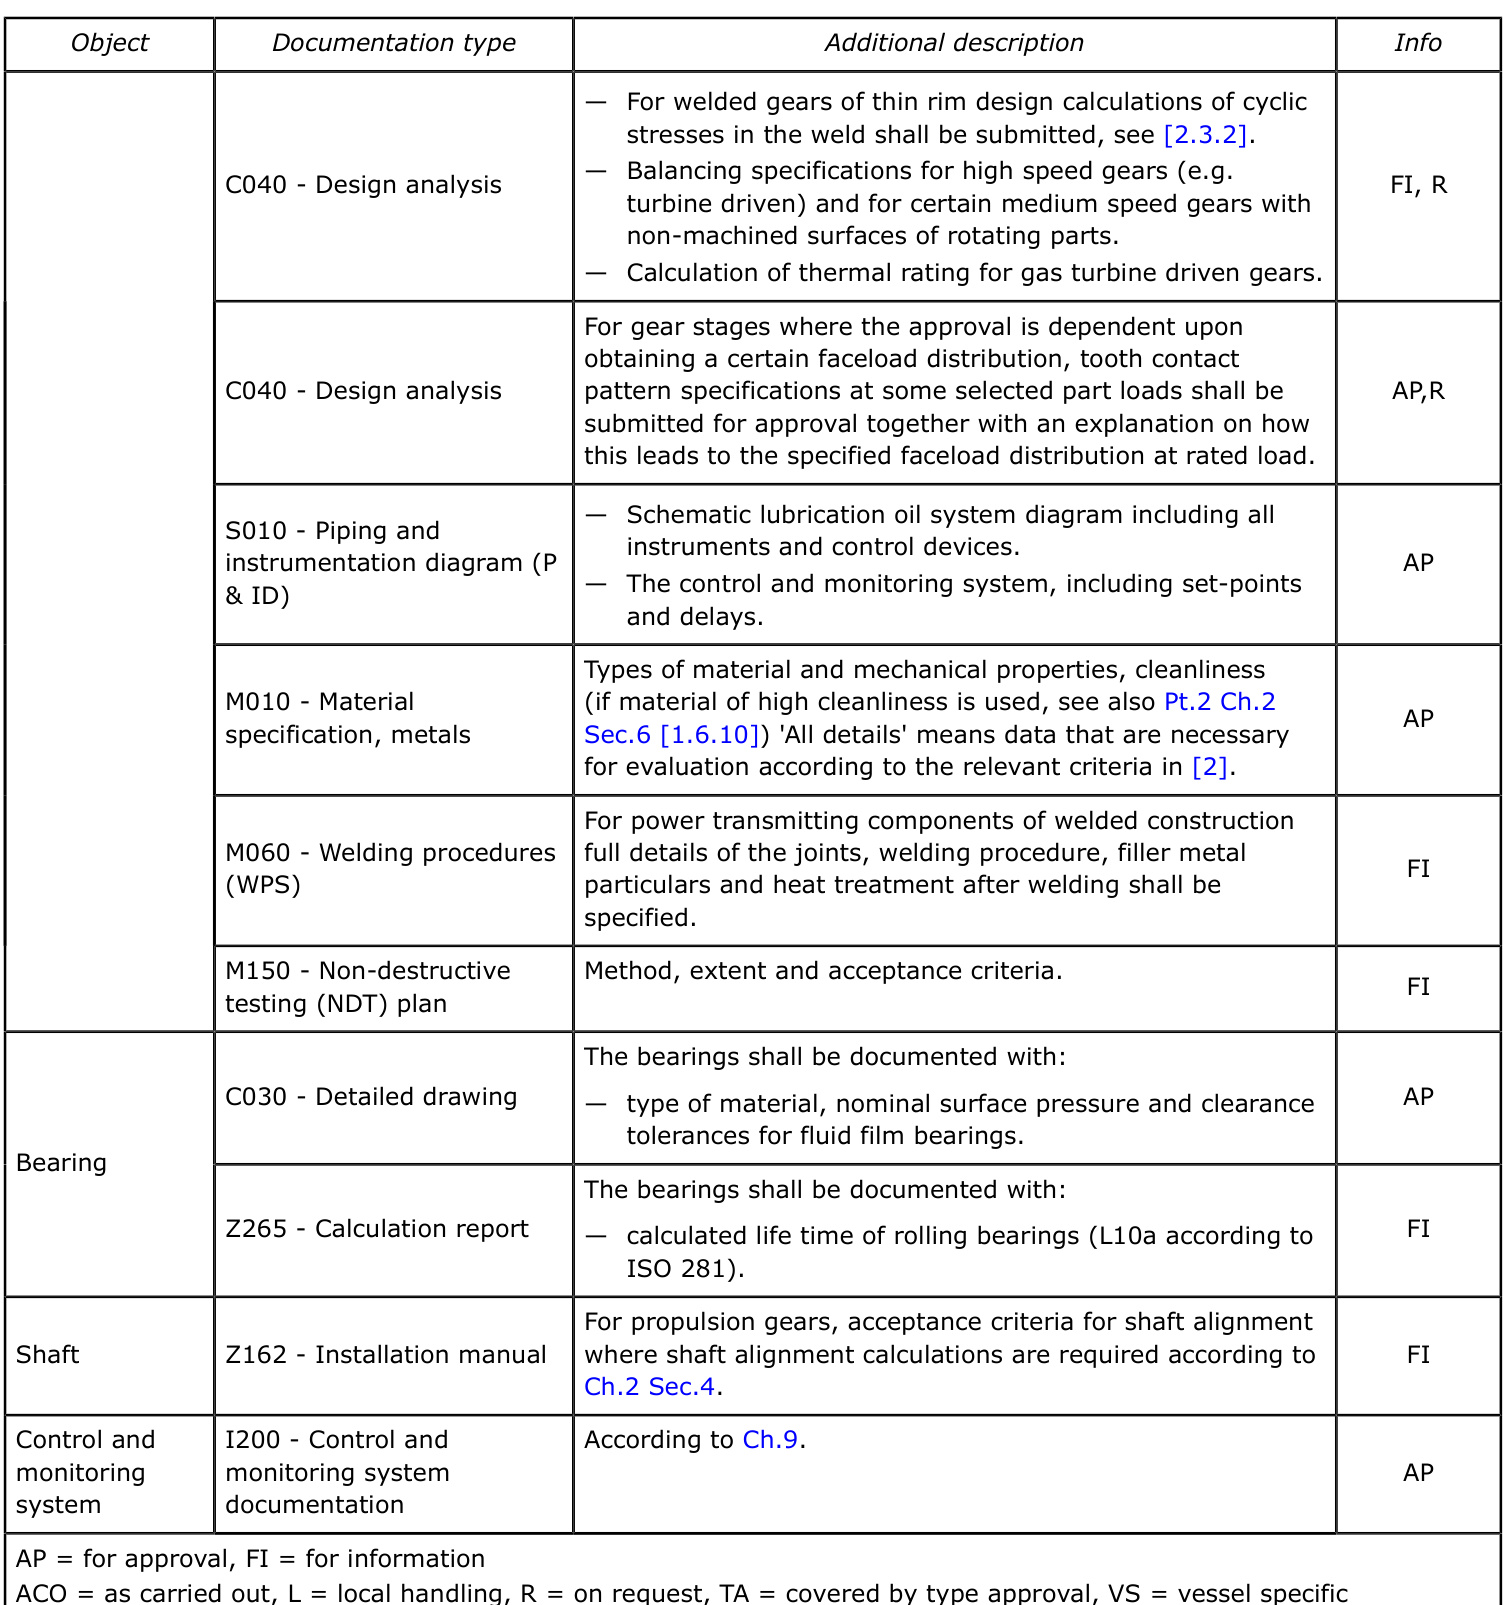 Object
Documentation type
Additional description
Info
C040 - Design analysis
— For welded gears of thin rim design calculations of cyclic
stresses in the weld shall be submitted, see [2.3.2].
— Balancing specifications for high speed gears (e.g.
turbine driven) and for certain medium speed gears with
non-machined surfaces of rotating parts.
— Calculation of thermal rating for gas turbine driven gears.
FI, R
C040 - Design analysis
For gear stages where the approval is dependent upon
obtaining a certain faceload distribution, tooth contact
pattern specifications at some selected part loads shall be
submitted for approval together with an explanation on how
this leads to the specified faceload distribution at rated load.
AP,R
S010 - Piping and
instrumentation diagram (P
& ID)
— Schematic lubrication oil system diagram including all
instruments and control devices.
— The control and monitoring system, including set-points
and delays.
AP
M010 - Material
specification, metals
Types of material and mechanical properties, cleanliness
(if material of high cleanliness is used, see also Pt.2 Ch.2
Sec.6 [1.6.10]) 'All details' means data that are necessary
for evaluation according to the relevant criteria in [2].
AP
M060 - Welding procedures
(WPS)
For power transmitting components of welded construction
full details of the joints, welding procedure, filler metal
particulars and heat treatment after welding shall be
specified.
FI
M150 - Non-destructive
testing (NDT) plan
Method, extent and acceptance criteria.
FI
Bearing
C030 - Detailed drawing
The bearings shall be documented with:
— type of material, nominal surface pressure and clearance
tolerances for fluid film bearings.
AP
Z265 - Calculation report
The bearings shall be documented with:
— calculated life time of rolling bearings (L10a according to
ISO 281).
FI
Shaft
Z162 - Installation manual
For propulsion gears, acceptance criteria for shaft alignment
where shaft alignment calculations are required according to
Ch.2 Sec.4.
FI
Control and
monitoring
system
I200 - Control and
monitoring system
documentation
According to Ch.9.
AP
AP = for approval, FI = for information
ACO = as carried out, L = local handling, R = on request, TA = covered by type approval, VS = vessel specific